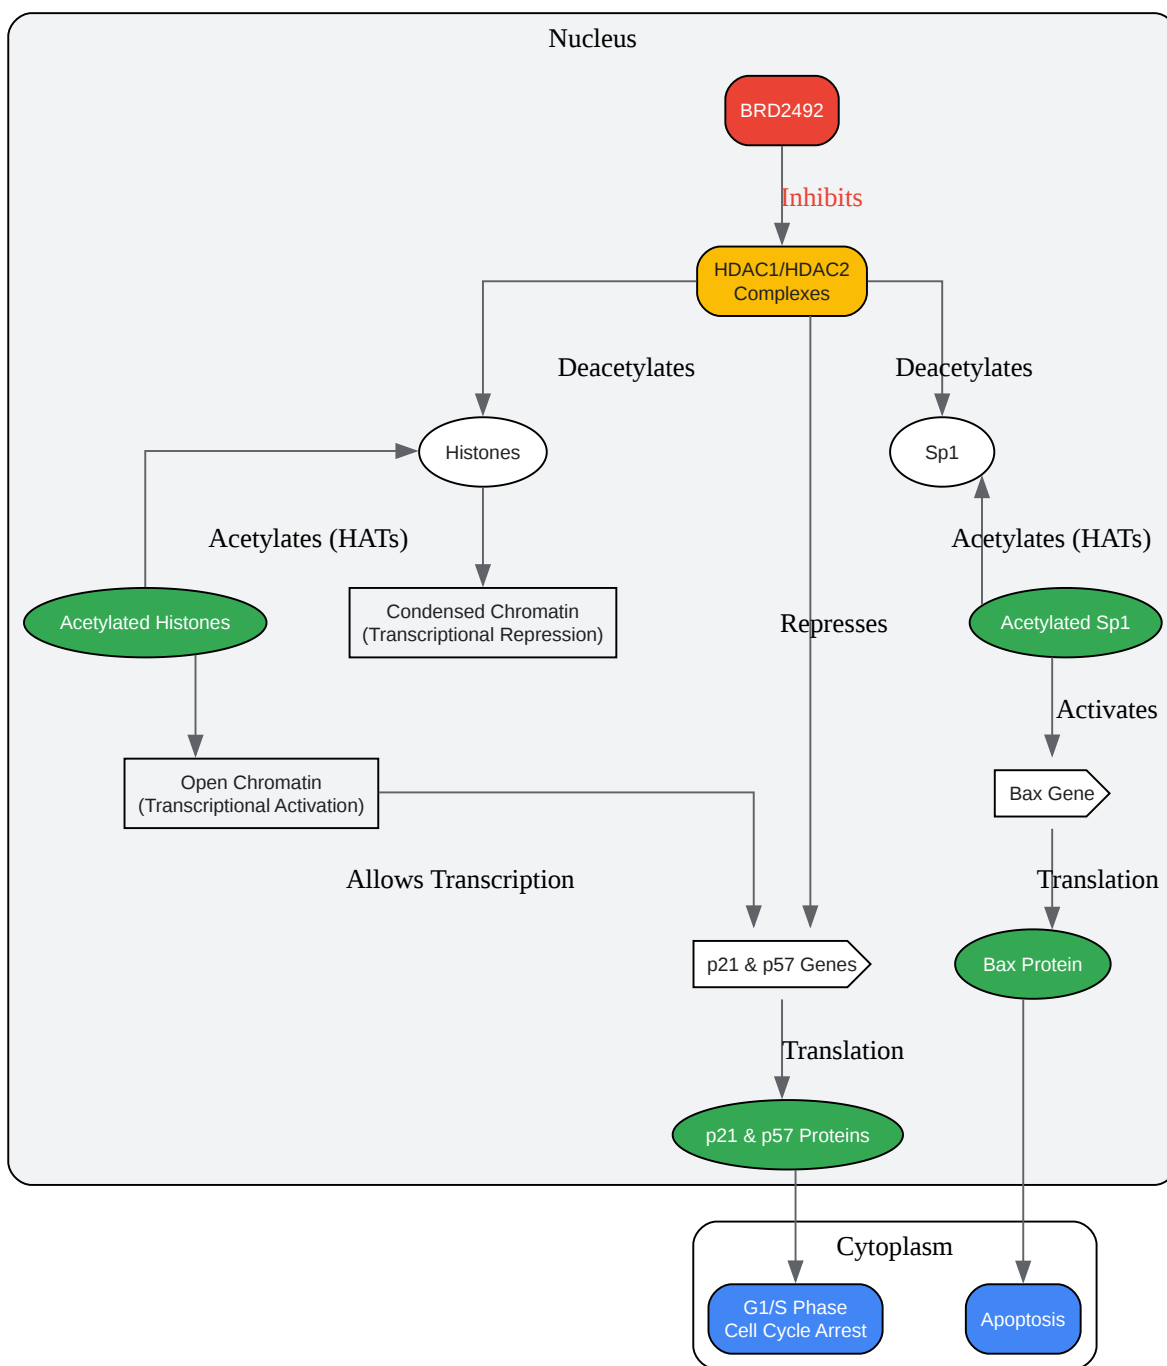 Nucleus
BRD2492
Inhibits
HDAC1/HDAC2
Complexes
Deacetylates
Deacetylates
Histones
Sp1
Acetylates (HATs)
Acetylates (HATs)
Condensed Chromatin
(Transcriptional Repression)
Acetylated Histones
Represses
Acetylated Sp1
Activates
Open Chromatin
(Transcriptional Activation)
Bax Gene
Allows Transcription
Translation
p21 & p57 Genes
Bax Protein
Translation
p21 & p57 Proteins
Cytoplasm
G1/S Phase
Cell Cycle Arrest
Apoptosis